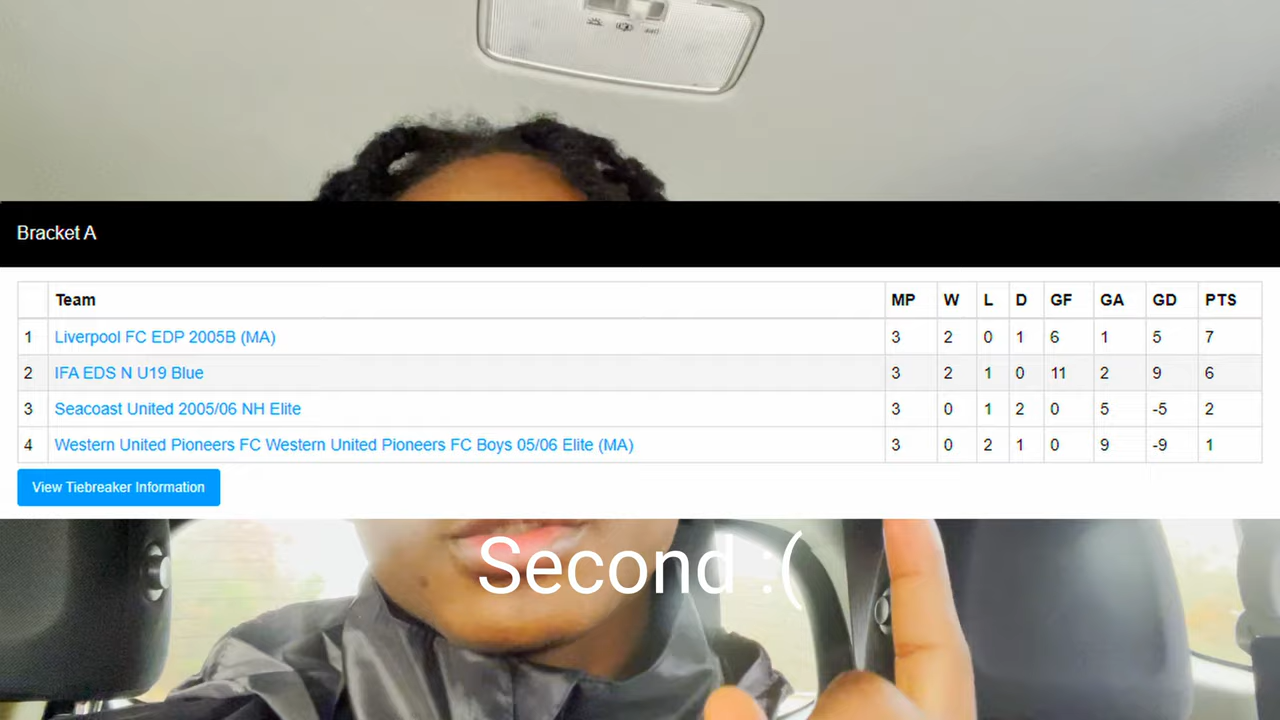 Bracket A
Team MP W L D GF GA GD PTS
1 Liverpool FC EDP 2005B (MA) 3 2 0 1 6 1 5 7
2 IFA EDS N U19 Blue 3 2 1 0 11 2 9 6
3 Seacoast United 2005/06 NH Elite 3 0 1 2 0 5 -5 2
4 Western United Pioneers FC Western United Pioneers FC Boys 05/06 Elite (MA) 3 0 2 1 0 9 -9 1
View Tiebreaker Information
Second :(